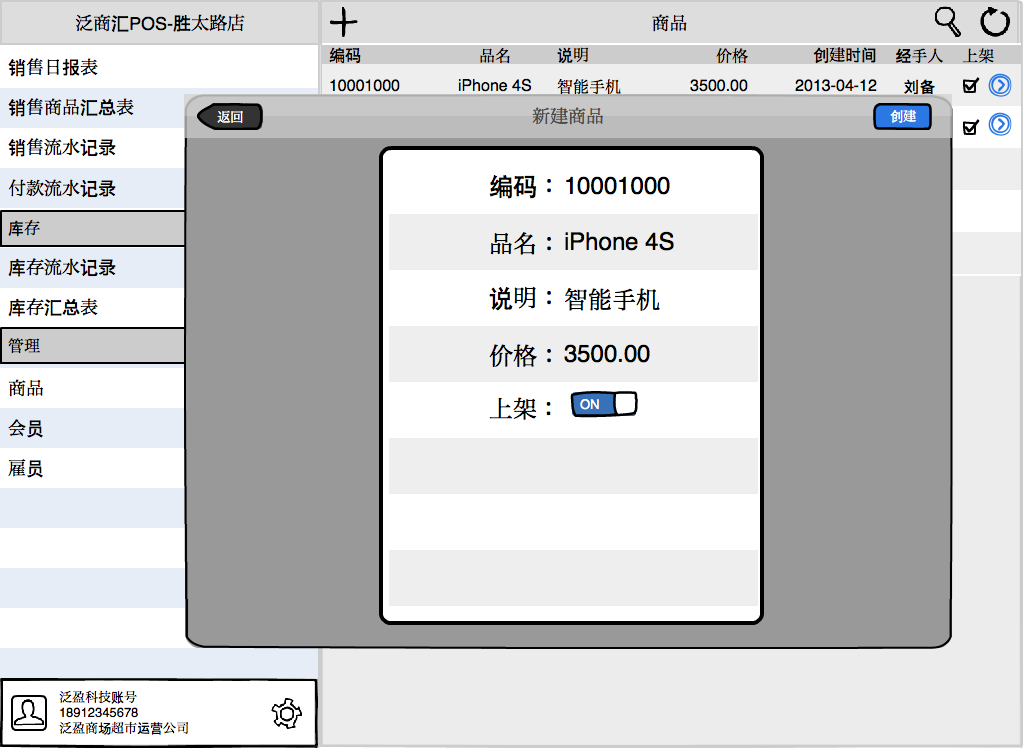 泛商汇POS-胜太路店
商品
编码 品名 说明 价格 创建时间 经手人 上架
10001000 iPhone 4S 智能手机 3500.00 2013-04-12 刘备
销售日报表
销售商品汇总表
销售流水记录
付款流水记录
库存
库存流水记录
库存汇总表
管理
商品
会员
雇员
返回 新建商品 创建
编码：10001000
品名：iPhone 4S
说明：智能手机
价格：3500.00
上架： ON
泛盈科技账号
18912345678
泛盈商场超市运营公司